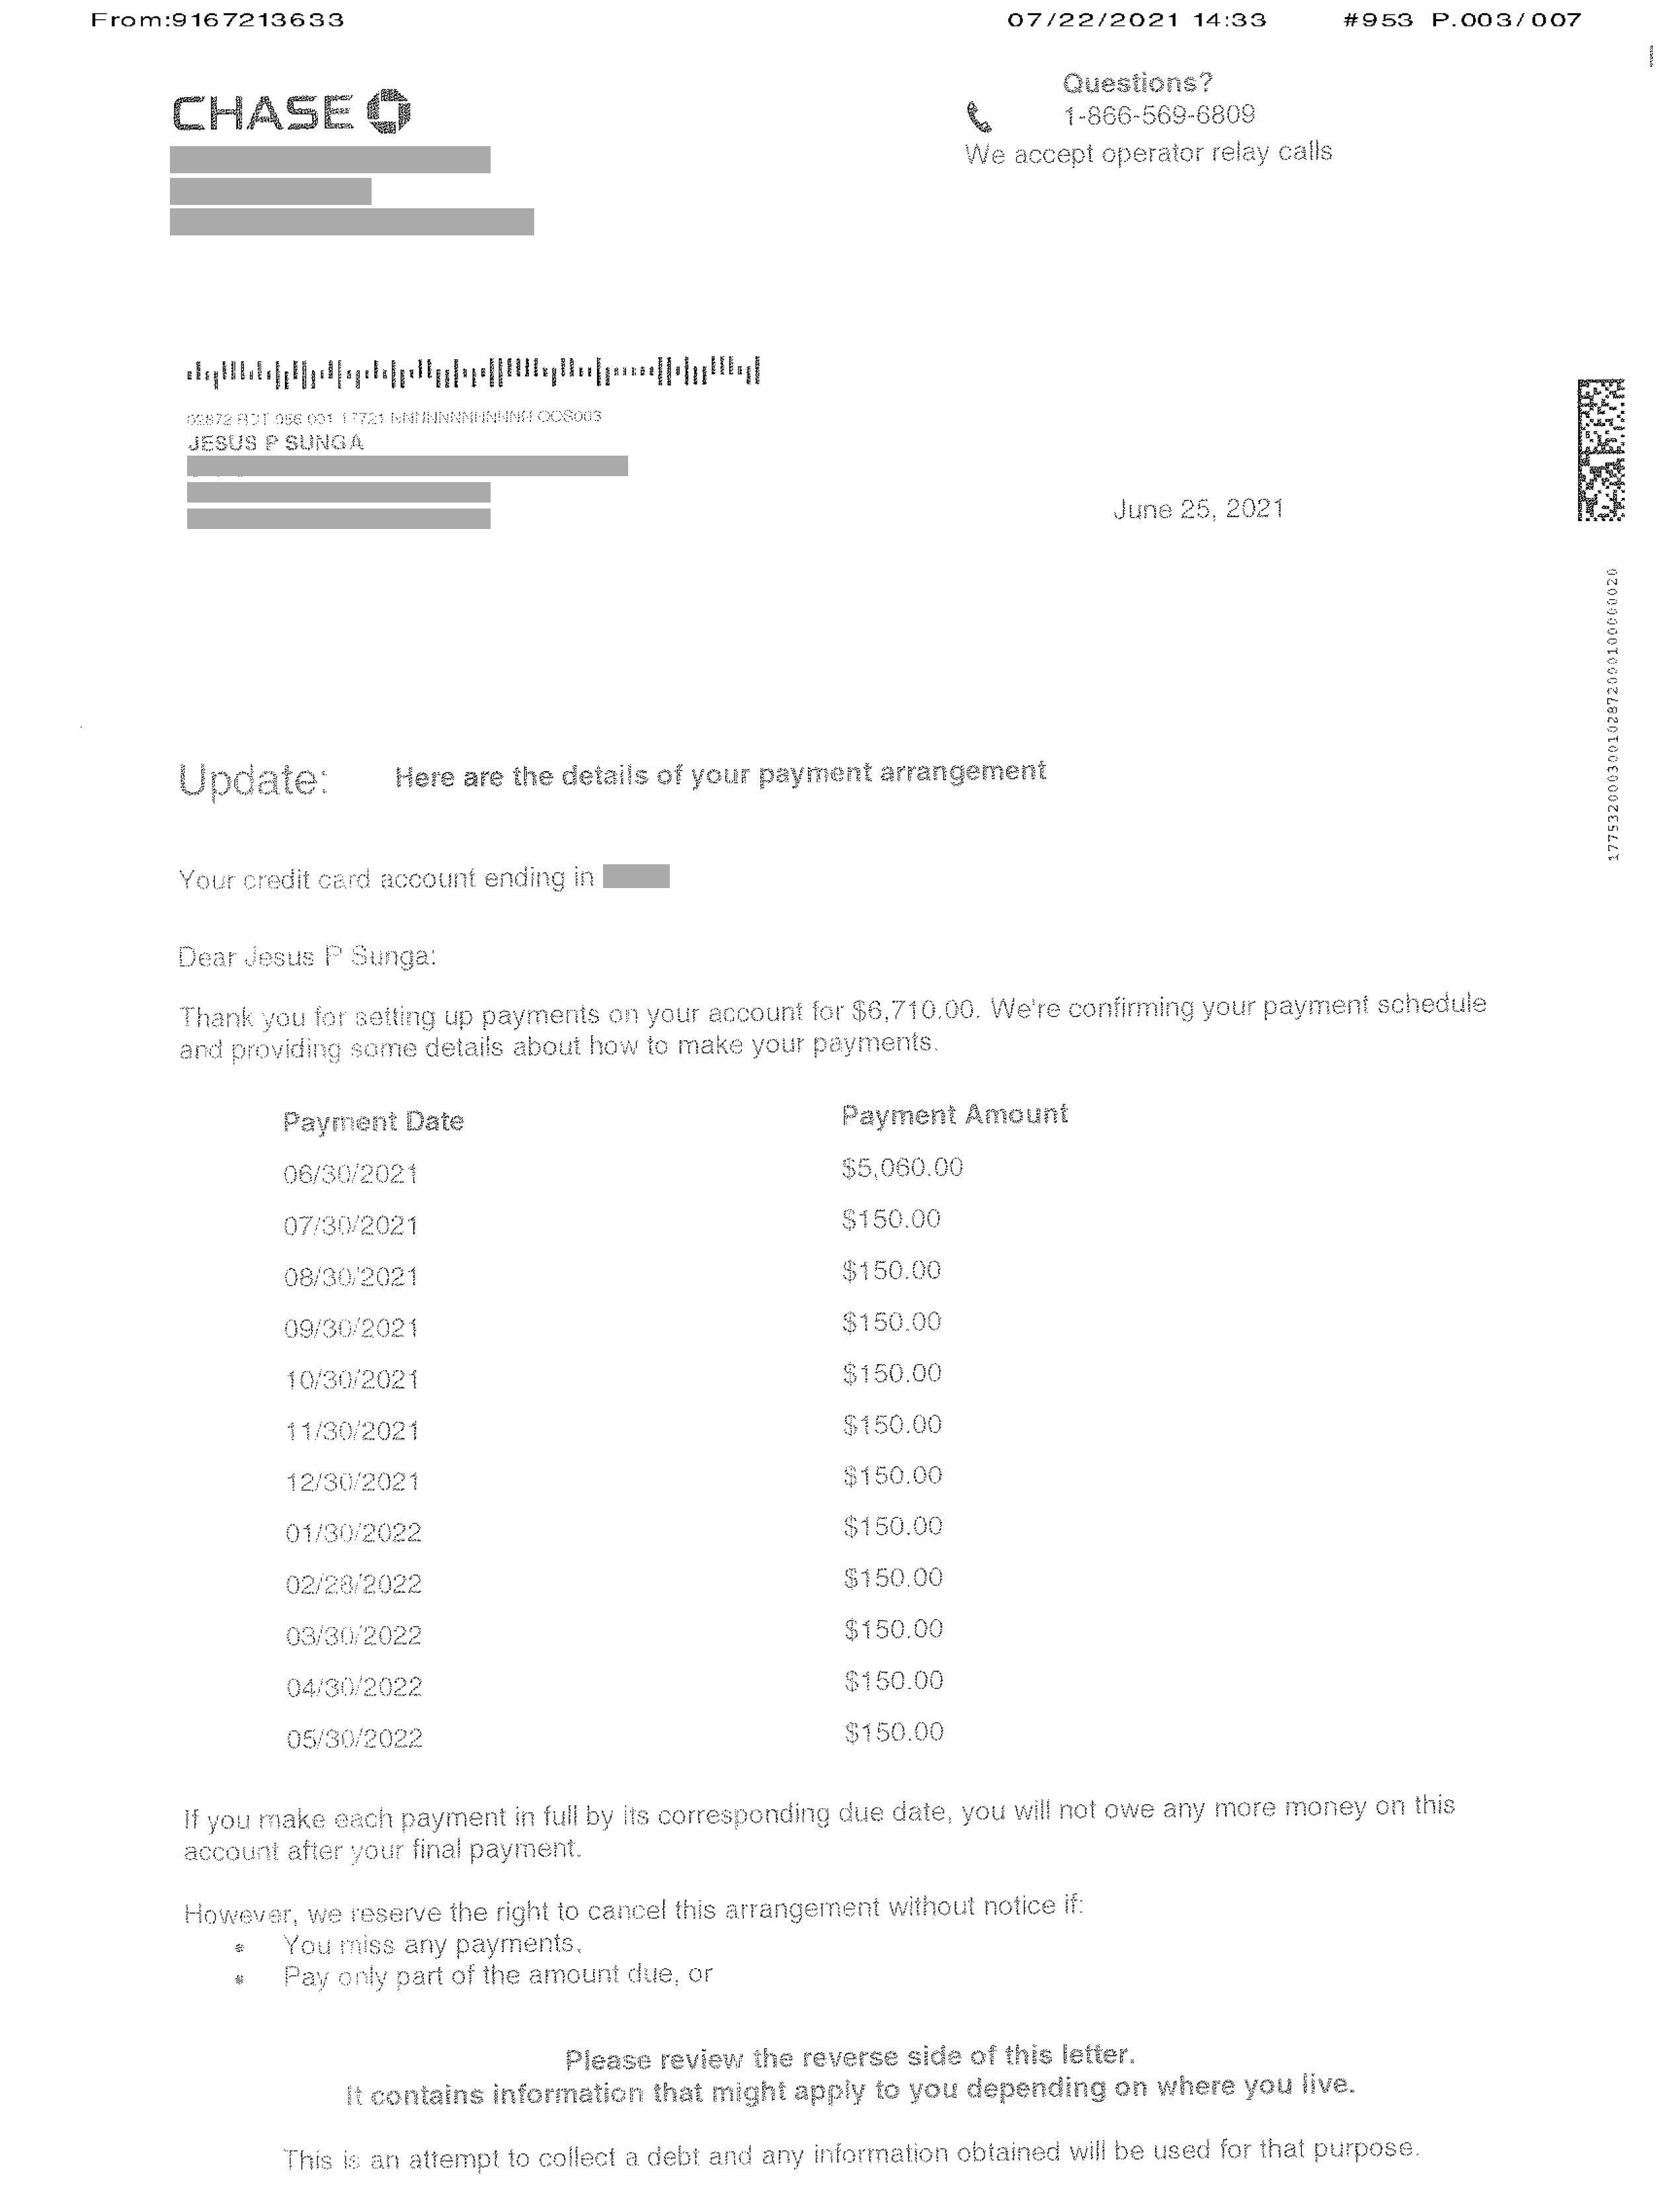 From:9167213633 07/22/2021 14:33 #953 P.003/007
CHASE
Questions?
1-866-569-6809
We accept operator relay calls
JESUS P SUNGA
June 25, 2021
17753200030010287200010000000020
Update: Here are the details of your payment arrangement
Your credit card account ending in
Dear Jesus P Sunga:
Thank you for setting up payments on your account for $6,710.00. We're confirming your payment schedule
and providing some details about how to make your payments.
Payment Date Payment Amount
06/30/2021 $5,060.00
07/30/2021 $150.00
08/30/2021 $150.00
09/30/2021 $150.00
10/30/2021 $150.00
11/30/2021 $150.00
12/30/2021 $150.00
01/30/2022 $150.00
02/28/2022 $150.00
03/30/2022 $150.00
04/30/2022 $150.00
05/30/2022 $150.00
If you make each payment in full by its corresponding due date, you will not owe any more money on this
account after your final payment.
However, we reserve the right to cancel this arrangement without notice if:
• You miss any payments,
• Pay only part of the amount due, or
Please review the reverse side of this letter.
It contains information that might apply to you depending on where you live.
This is an attempt to collect a debt and any information obtained will be used for that purpose.